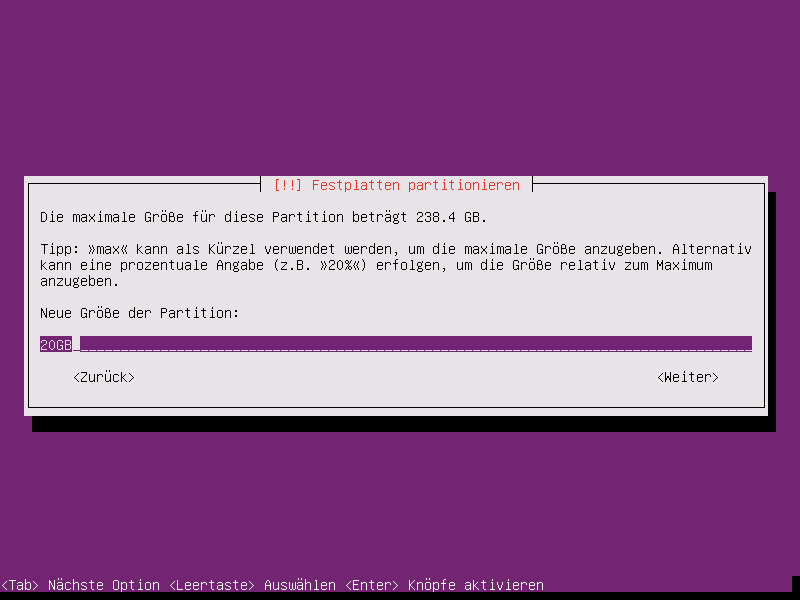 [!!] Festplatten partitionieren
Die maximale Größe für diese Partition beträgt 238.4 GB.
Tipp: »max« kann als Kürzel verwendet werden, um die maximale Größe anzugeben. Alternativ
kann eine prozentuale Angabe (z.B. »20%«) erfolgen, um die Größe relativ zum Maximum
anzugeben.
Neue Größe der Partition:
20GB
<Zurück> <Weiter>
<Tab> Nächste Option <Leertaste> Auswählen <Enter> Knöpfe aktivieren